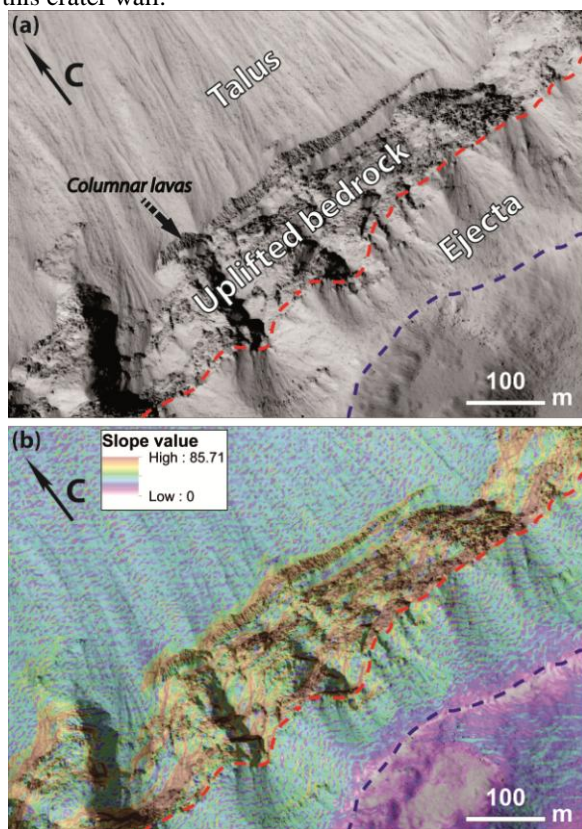 this crater wall.
(a)
C
Talus
Columnar lavas
Uplifted bedrock
Ejecta
100
m
(b)
Slope value
High : 85.71
Low : 0
C
100
m